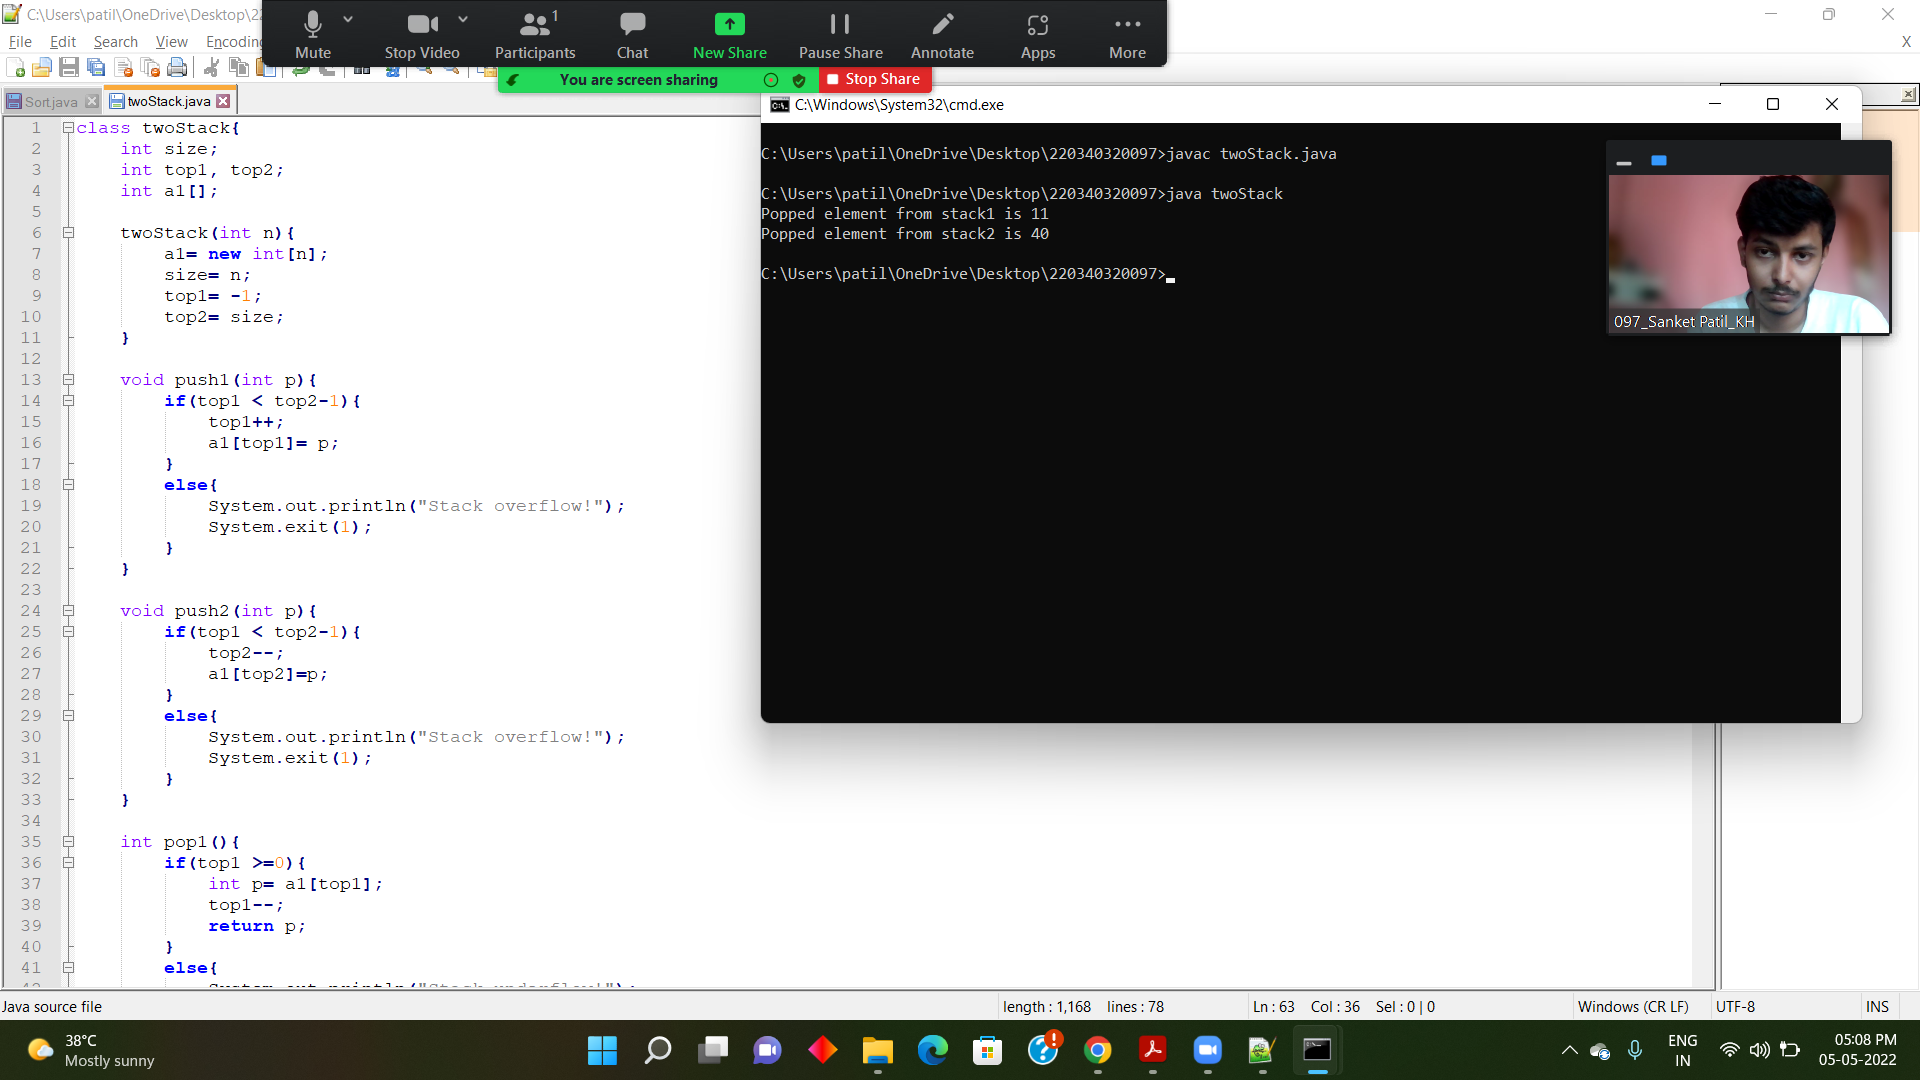 C:\Users\patil\OneDrive\Desktop\22
File Edit Search View Encoding
X
Mute
Stop Video
Participants
1
Chat
New Share
Pause Share
Annotate
Apps
More
You are screen sharing
Stop Share
Sort.java
twoStack.java
1 class twoStack{
2 int size;
3 int top1, top2;
4 int a1[];
5
6 twoStack(int n){
7 a1= new int[n];
8 size= n;
9 top1= -1;
10 top2= size;
11 }
12
13 void push1(int p){
14 if(top1 < top2-1){
15 top1++;
16 a1[top1]= p;
17 }
18 else{
19 System.out.println("Stack overflow!");
20 System.exit(1);
21 }
22 }
23
24 void push2(int p){
25 if(top1 < top2-1){
26 top2--;
27 a1[top2]=p;
28 }
29 else{
30 System.out.println("Stack overflow!");
31 System.exit(1);
32 }
33 }
34
35 int pop1(){
36 if(top1 >=0){
37 int p= a1[top1];
38 top1--;
39 return p;
40 }
41 else{
C:\Windows\System32\cmd.exe
C:\Users\patil\OneDrive\Desktop\220340320097>javac twoStack.java
C:\Users\patil\OneDrive\Desktop\220340320097>java twoStack
Popped element from stack1 is 11
Popped element from stack2 is 40
C:\Users\patil\OneDrive\Desktop\220340320097>
097_Sanket Patil_KH
Java source file
length : 1,168 lines : 78
Ln : 63 Col : 36 Sel : 0 | 0
Windows (CR LF)
UTF-8
INS
38°C
Mostly sunny
ENG
IN
05:08 PM
05-05-2022